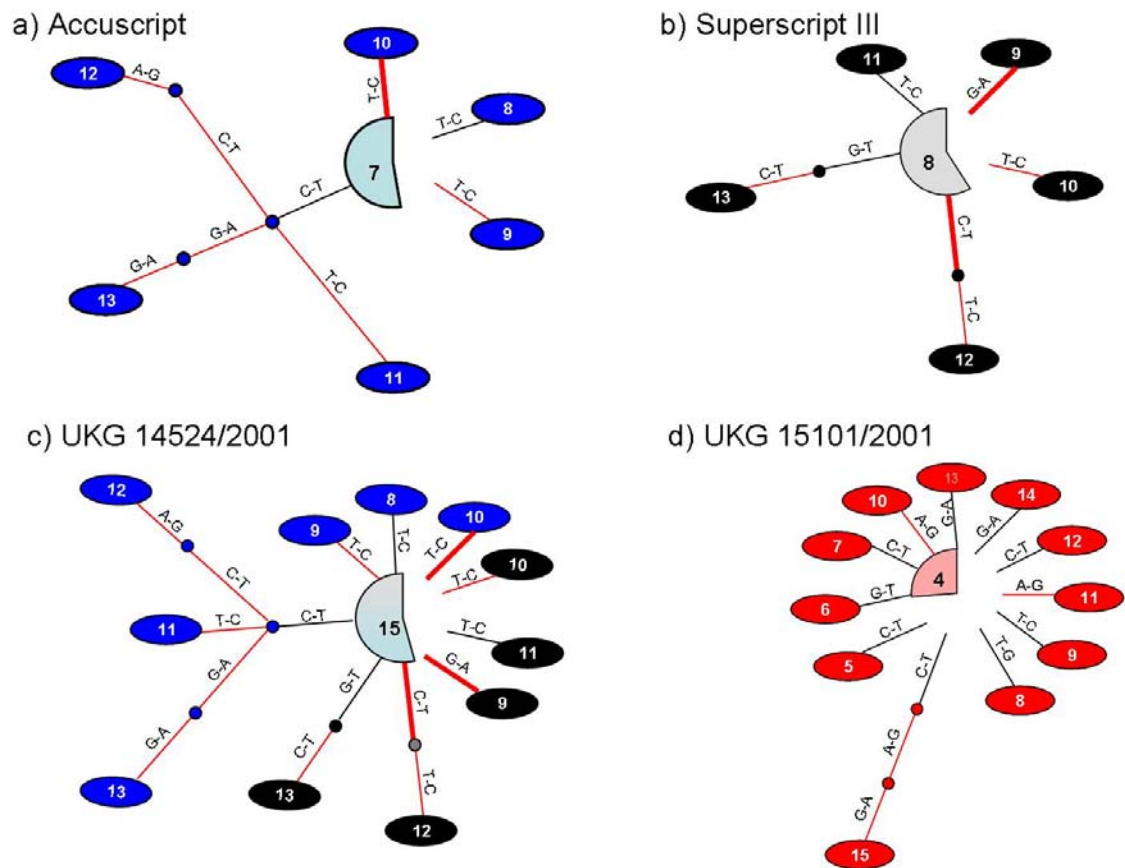 a) Accuscript
10
12
A-G
T-C
8
T-C
7
C-T
C-T
T-C
9
G-A
G-A
13
T-C
11
b) Superscript III
11
9
T-C
G-A
G-T
8
T-C
C-T
10
13
C-T
T-C
12
c) UKG 14524/2001
12
8
10
9
A-G
T-C
T-C
T-C
10
C-T
T-C
11
T-C
C-T
15
T-C
11
G-A
G-A
9
G-T
C-T
G-A
C-T
13
13
T-C
12
d) UKG 15101/2001
13
14
10
G-A
A-G
G-A
12
7
C-T
C-T
4
A-G
11
6
G-T
T-C
C-T
9
5
T-G
8
C-T
A-G
G-A
15